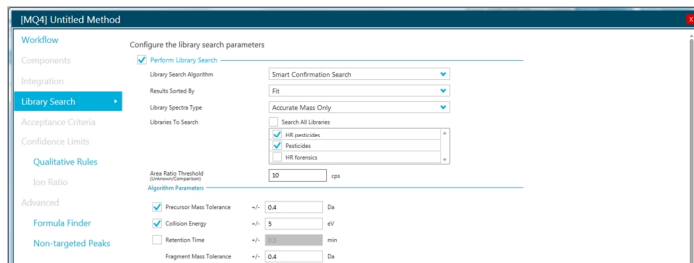 [MQ4] Untitled Method
x
Workflow
Components
Integration
Library Search
Acceptance Criteria
Confidence Limits
Qualitative Rules
Ion Ratio
Advanced
Formula Finder
Non-targeted Peaks
Configure the library search parameters
Perform Library Search
Library Search Algorithm Smart Confirmation Search
Results Sorted By Fit
Library Spectra Type Accurate Mass Only
Libraries To Search Search All Libraries
HR pesticides
Pesticides
HR forensics
Area Ratio Threshold 10 cps
(Unknown/Comparison)
Algorithm Parameters
Precursor Mass Tolerance +/- 0.4 Da
Collision Energy +/- 5 eV
Retention Time +/- min
Fragment Mass Tolerance +/- 0.4 Da